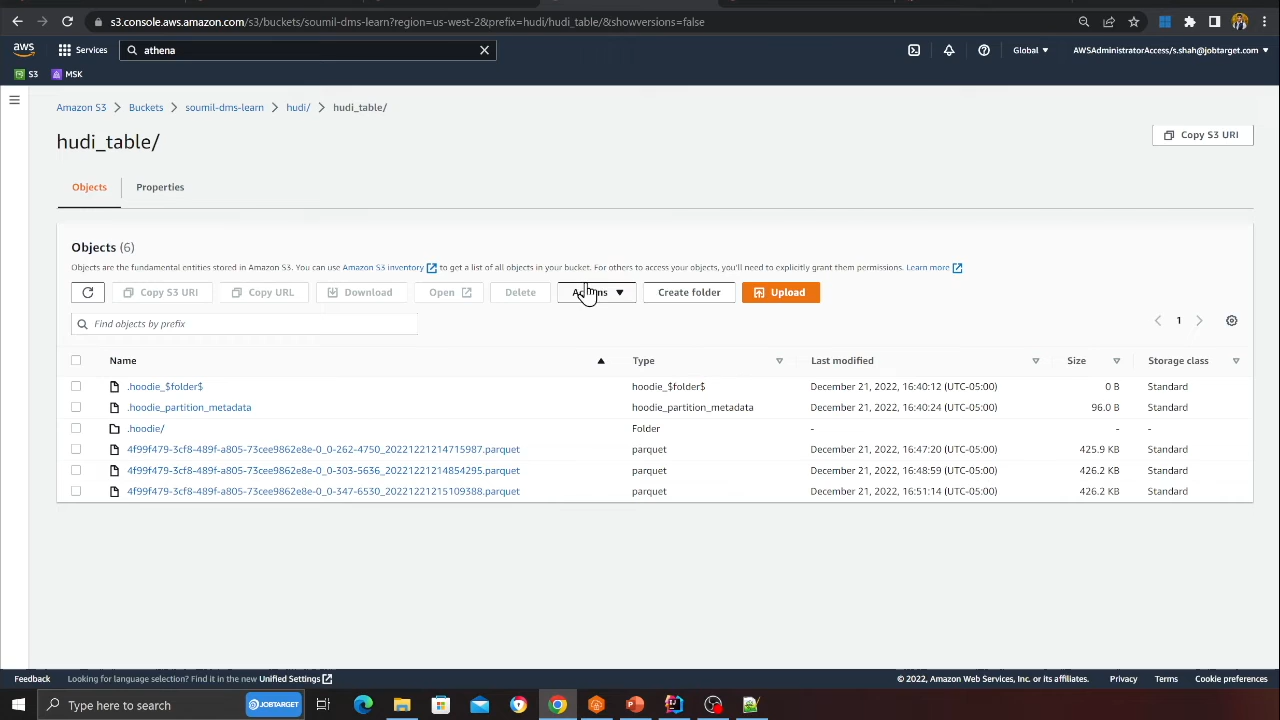 s3.console.aws.amazon.com/s3/buckets/soumil-dms-learn?region=us-west-2&prefix=hudi/hudi_table/&showversions=false
aws Services athena Global AWSAdministratorAccess/s.shah@jobtarget.com
S3 MSK
Amazon S3 > Buckets > soumil-dms-learn > hudi/ > hudi_table/
hudi_table/
Copy S3 URI
Objects Properties
Objects (6)
Objects are the fundamental entities stored in Amazon S3. You can use Amazon S3 inventory to get a list of all objects in your bucket. For others to access your objects, you'll need to explicitly grant them permissions. Learn more
Copy S3 URI Copy URL Download Open Delete Actions Create folder Upload
Find objects by prefix 1
Name Type Last modified Size Storage class
.hoodie_$folder$ hoodie_$folder$ December 21, 2022, 16:40:12 (UTC-05:00) 0 B Standard
.hoodie_partition_metadata hoodie_partition_metadata December 21, 2022, 16:40:24 (UTC-05:00) 96.0 B Standard
.hoodie/ Folder - - -
4f99f479-3cf8-489f-a805-73cee9862e8e-0_0-262-4750_20221221214715987.parquet parquet December 21, 2022, 16:47:20 (UTC-05:00) 425.9 KB Standard
4f99f479-3cf8-489f-a805-73cee9862e8e-0_0-303-5636_20221221214854295.parquet parquet December 21, 2022, 16:48:59 (UTC-05:00) 426.2 KB Standard
4f99f479-3cf8-489f-a805-73cee9862e8e-0_0-347-6530_20221221215109388.parquet parquet December 21, 2022, 16:51:14 (UTC-05:00) 426.2 KB Standard
Feedback Looking for language selection? Find it in the new Unified Settings © 2022, Amazon Web Services, Inc. or its affiliates. Privacy Terms Cookie preferences
Type here to search JOBTARGET